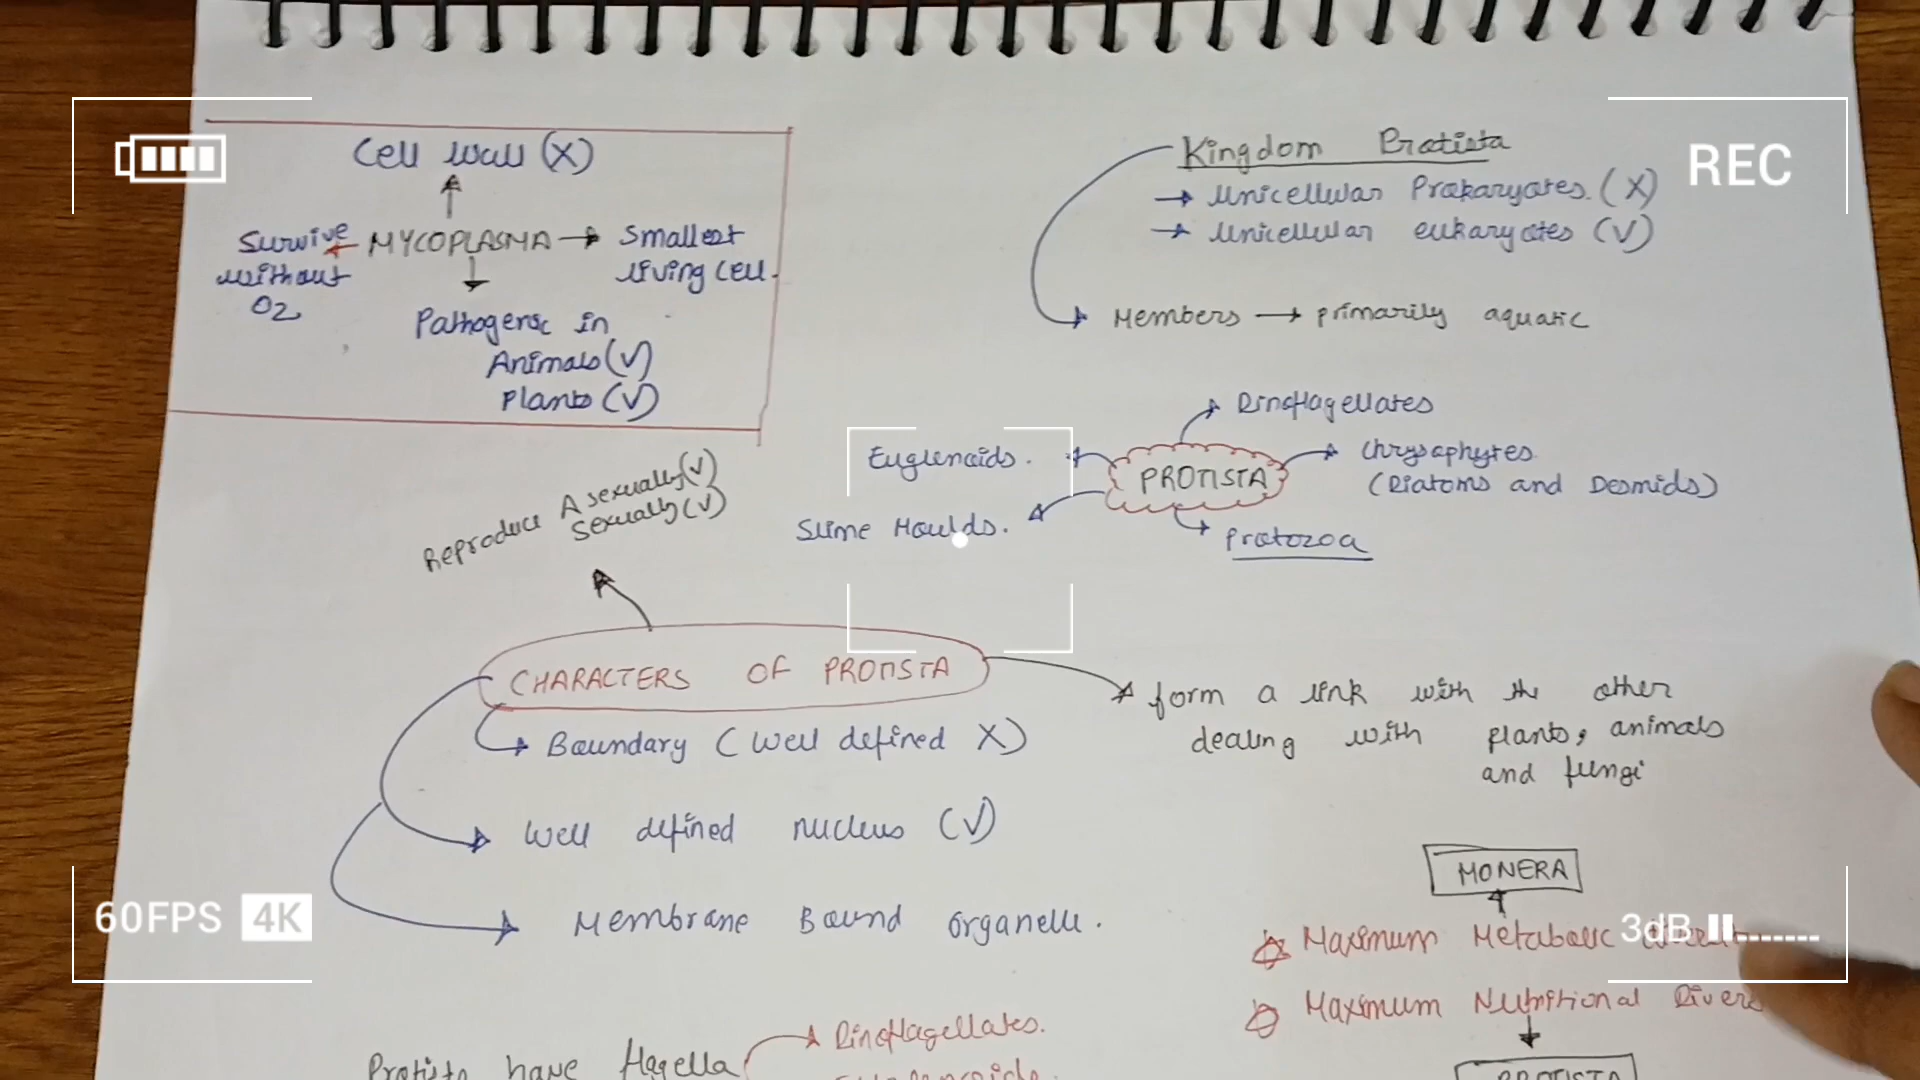 Cell wall (X)
Survive
without
O2
MYCOPLASMA
Smallest
living cell.
Pathogenic in
Animals (V)
Plants (V)
Kingdom Protista
Unicellular Prokaryotes. (X)
Unicellular eukaryotes (V)
Members → primarily aquatic
REC
Dinoflagellates
Euglenoids.
PROTISTA
Chrysophytes
(Diatoms and Desmids)
Slime Moulds.
Protozoa
Reproduce Asexually (V)
Sexually (V)
CHARACTERS OF PROTISTA
Boundary (well defined X)
Well defined nucleus (V)
Membrane Bound organelle.
form a link with the other
dealing with plants, animals
and fungi
MONERA
Maximum Metabolic
Maximum Nutritional
PROTISTA
Protists have flagella
Dinoflagellates.
60FPS 4K
3dB